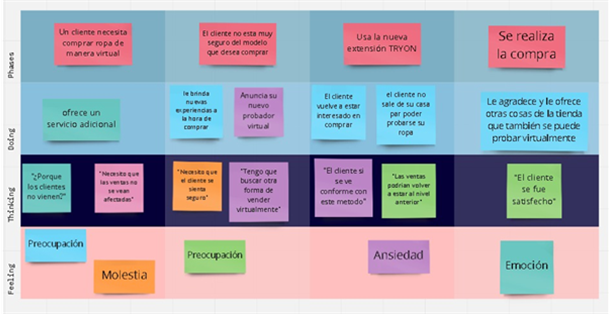 Phases
Un cliente necesita
comprar ropa de
manera virtual
El cliente no esta muy
seguro del modelo
que desea comprar
Usa la nueva
extensión TRYON
Se realiza
la compra
Doing
ofrece un
servicio adicional
le brinda
nuevas
experiencias a
la hora de
comprar
Anuncia su
nuevo
probador
virtual
El cliente
vuelve a estar
interesado en
comprar
el cliente no
sale de su casa
par poder
probarse su
ropa
Le agradece y le ofrece
otras cosas de la tienda
que también se puede
probar virtualmente
Thinking
"¿Porque
los clientes
no vienen?"
"Necesito que
las ventas no
se vean
afectadas"
"Necesito que
el cliente se
sienta
seguro"
"Tengo que
buscar otra
forma de
vender
virtualmente"
"El cliente si
se ve
conforme con
este metodo"
"Las ventas
podrían volver
a estar al nivel
anterior"
"El cliente
se fue
satisfecho"
Feeling
Preocupación
Molestia
Preocupación
Ansiedad
Emoción